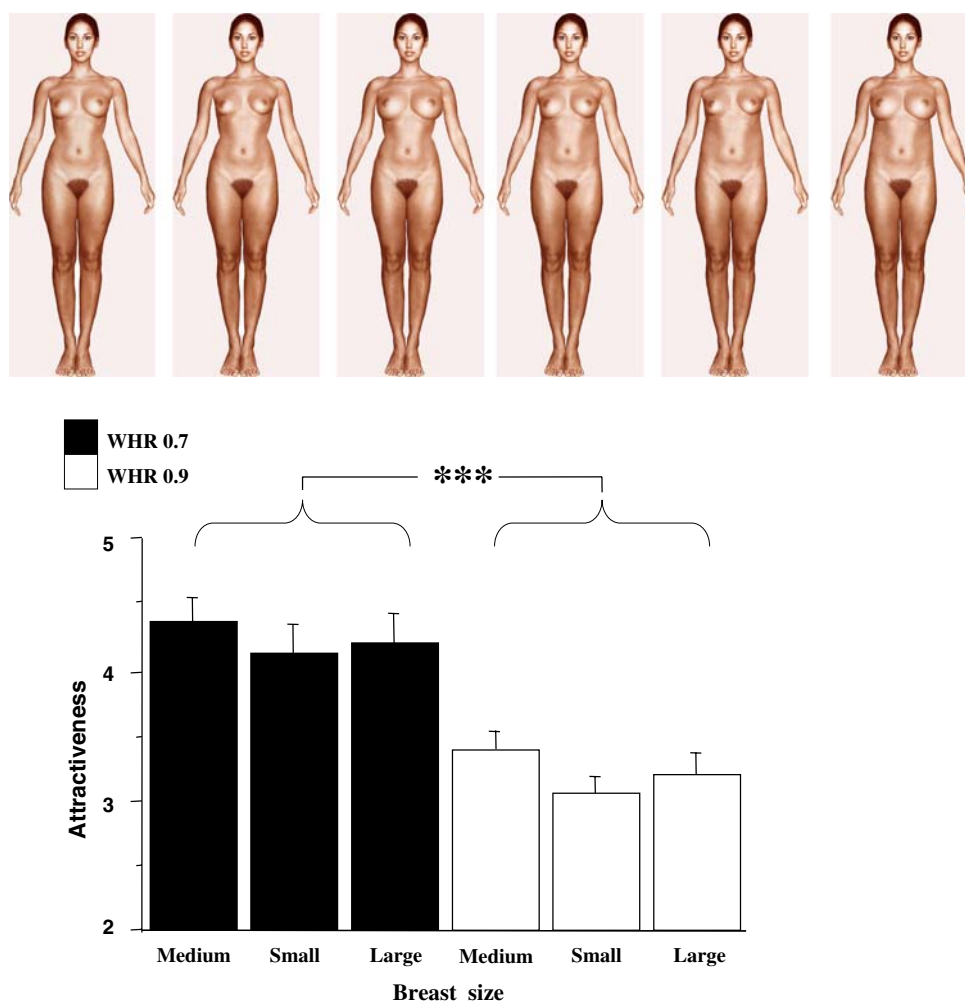 WHR 0.7
WHR 0.9
***
5
4
3
2
Attractiveness
Medium Small Large Medium Small Large
Breast size